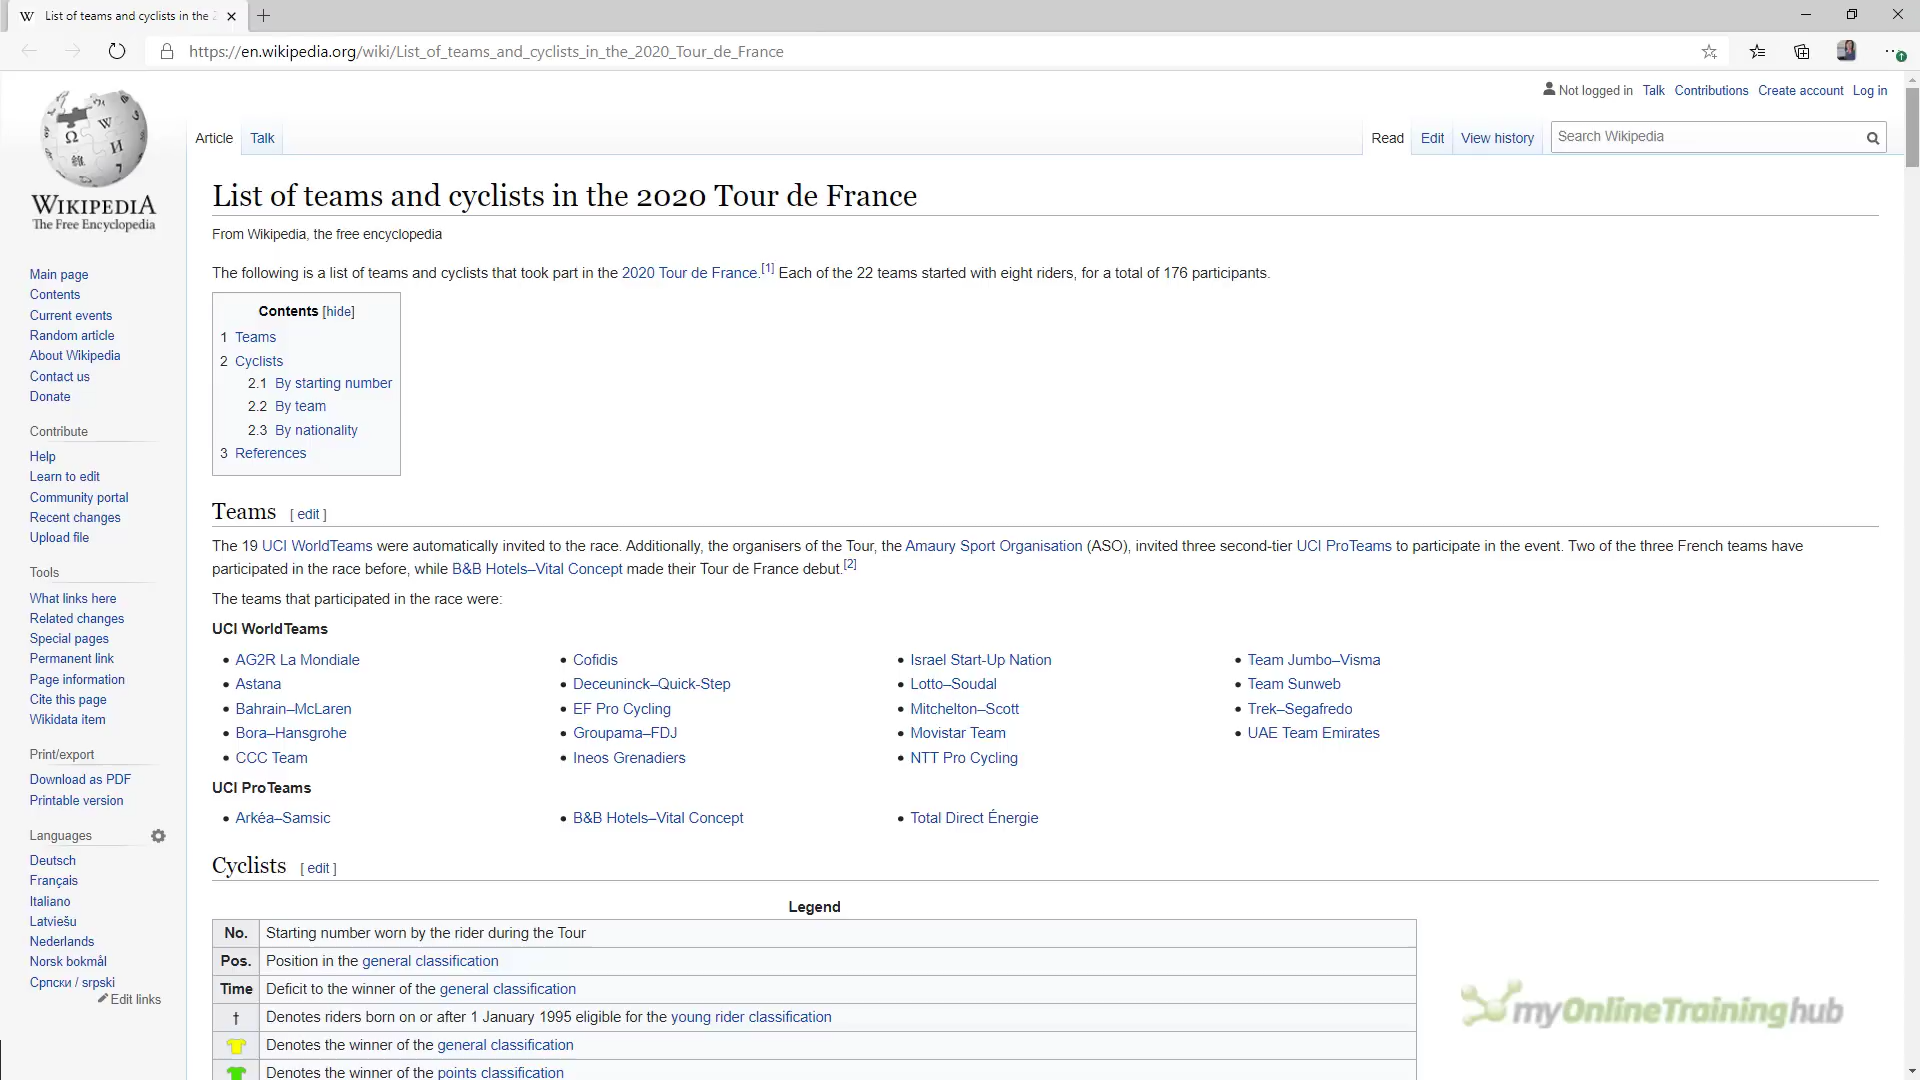 List of teams and cyclists in the 2
https://en.wikipedia.org/wiki/List_of_teams_and_cyclists_in_the_2020_Tour_de_France
Not logged in Talk Contributions Create account Log in
Article Talk
Read Edit View history Search Wikipedia
WIKIPEDIA
The Free Encyclopedia
Main page
Contents
Current events
Random article
About Wikipedia
Contact us
Donate
Contribute
Help
Learn to edit
Community portal
Recent changes
Upload file
Tools
What links here
Related changes
Special pages
Permanent link
Page information
Cite this page
Wikidata item
Print/export
Download as PDF
Printable version
Languages
Deutsch
Français
Italiano
Latviešu
Nederlands
Norsk bokmål
Српски / srpski
Edit links
List of teams and cyclists in the 2020 Tour de France
From Wikipedia, the free encyclopedia
The following is a list of teams and cyclists that took part in the 2020 Tour de France.[1] Each of the 22 teams started with eight riders, for a total of 176 participants.
Contents [hide]
1 Teams
2 Cyclists
2.1 By starting number
2.2 By team
2.3 By nationality
3 References
Teams [ edit ]
The 19 UCI WorldTeams were automatically invited to the race. Additionally, the organisers of the Tour, the Amaury Sport Organisation (ASO), invited three second-tier UCI ProTeams to participate in the event. Two of the three French teams have
participated in the race before, while B&B Hotels–Vital Concept made their Tour de France debut.[2]
The teams that participated in the race were:
UCI WorldTeams
• AG2R La Mondiale
• Astana
• Bahrain–McLaren
• Bora–Hansgrohe
• CCC Team
• Cofidis
• Deceuninck–Quick-Step
• EF Pro Cycling
• Groupama–FDJ
• Ineos Grenadiers
• Israel Start-Up Nation
• Lotto–Soudal
• Mitchelton–Scott
• Movistar Team
• NTT Pro Cycling
• Team Jumbo–Visma
• Team Sunweb
• Trek–Segafredo
• UAE Team Emirates
UCI ProTeams
• Arkéa–Samsic
• B&B Hotels–Vital Concept
• Total Direct Énergie
Cyclists [ edit ]
Legend
No. Starting number worn by the rider during the Tour
Pos. Position in the general classification
Time Deficit to the winner of the general classification
† Denotes riders born on or after 1 January 1995 eligible for the young rider classification
Denotes the winner of the general classification
Denotes the winner of the points classification
myOnlineTraininghub